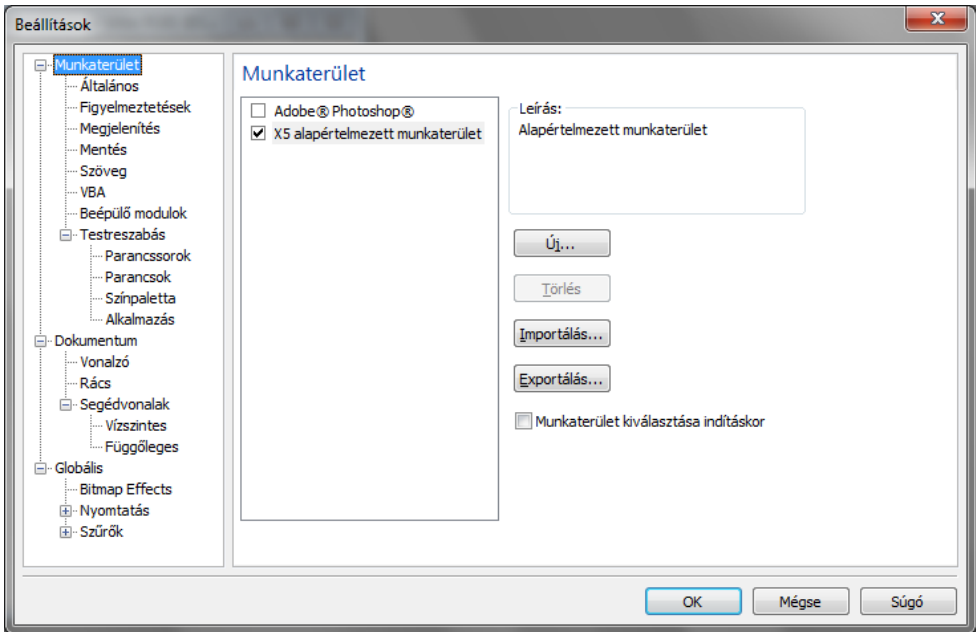 Beállítások
Munkaterület
Általános
Figyelmeztetések
Megjelenítés
Mentés
Szöveg
VBA
Beépülő modulok
Testreszabás
Parancssorok
Parancsok
Színpaletta
Alkalmazás
Dokumentum
Vonalzó
Rács
Segédvonalak
Vízszintes
Függőleges
Globális
Bitmap Effects
Nyomtatás
Szűrők
Munkaterület
Adobe® Photoshop®
X5 alapértelmezett munkaterület
Leírás:
Alapértelmezett munkaterület
Új...
Törlés
Importálás...
Exportálás...
Munkaterület kiválasztása indításkor
OK Mégse Súgó